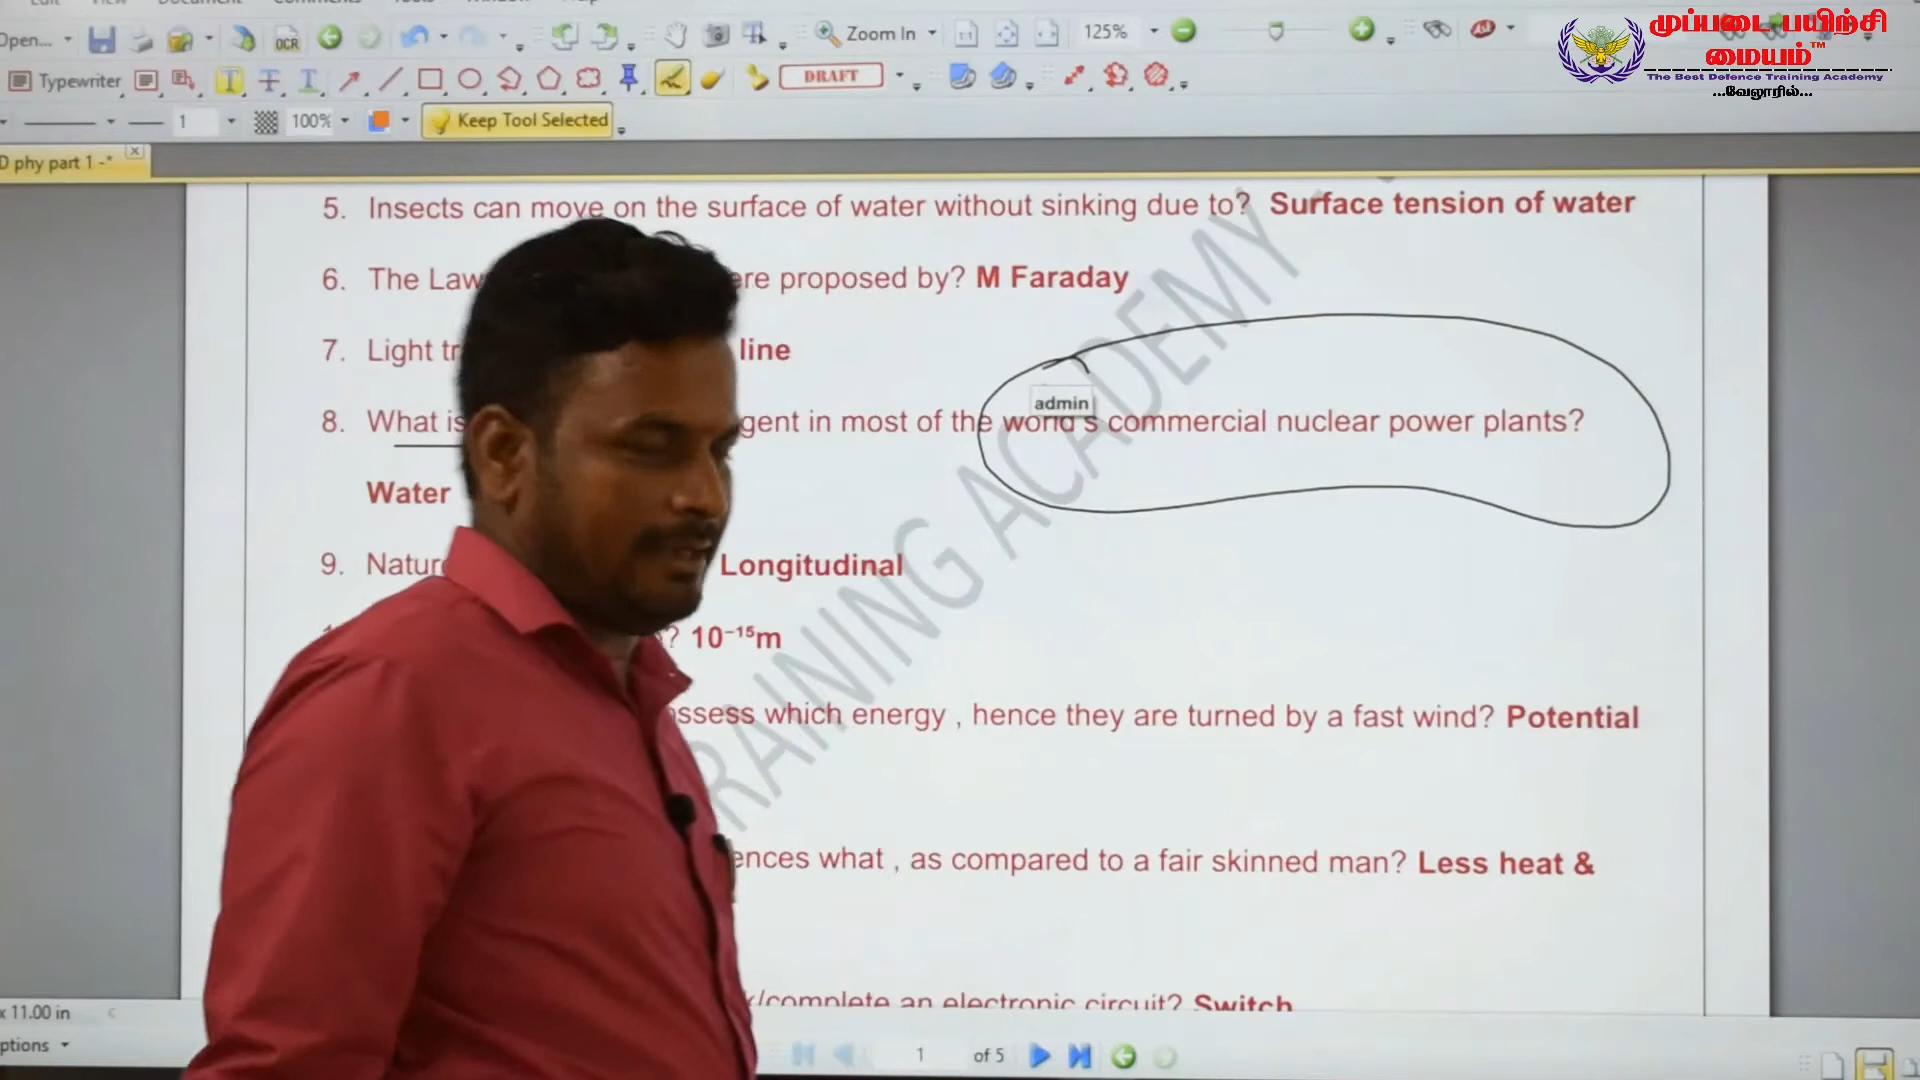 Open...
OCR
Zoom In
125%
முப்படை பயிற்சி
மையம்™
The Best Defence Training Academy
...வேலூரில்...
Typewriter
DRAFT
1
100%
Keep Tool Selected
D phy part 1 -*
5. Insects can move on the surface of water without sinking due to? Surface tension of water
6. The Law ere proposed by? M Faraday
7. Light tr line
admin
8. What is gent in most of the world's commercial nuclear power plants?
Water
9. Nature Longitudinal
? 10⁻¹⁵m
ssess which energy , hence they are turned by a fast wind? Potential
ences what , as compared to a fair skinned man? Less heat &
k/complete an electronic circuit? Switch
TRAINING ACADEMY
x 11.00 in
ptions
1 of 5